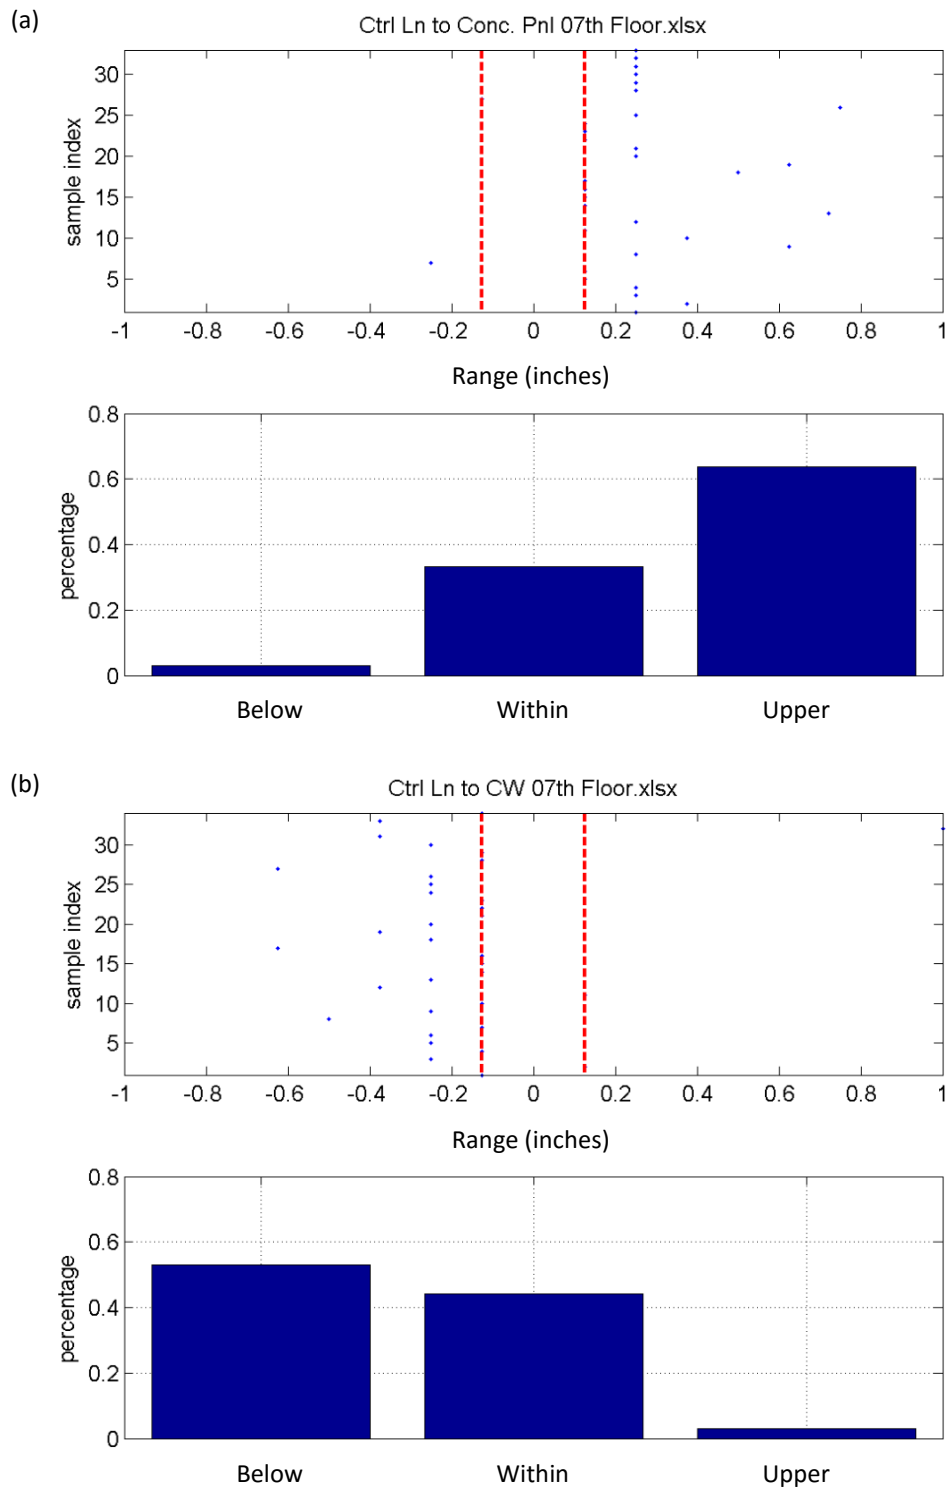 (a)
Ctrl Ln to Conc. Pnl 07th Floor.xlsx
30
25
20
15
10
5
sample index
-1 -0.8 -0.6 -0.4 -0.2 0 0.2 0.4 0.6 0.8 1
Range (inches)
0.8
0.6
0.4
0.2
0
percentage
Below Within Upper
(b)
Ctrl Ln to CW 07th Floor.xlsx
30
25
20
15
10
5
sample index
-1 -0.8 -0.6 -0.4 -0.2 0 0.2 0.4 0.6 0.8 1
Range (inches)
0.8
0.6
0.4
0.2
0
percentage
Below Within Upper